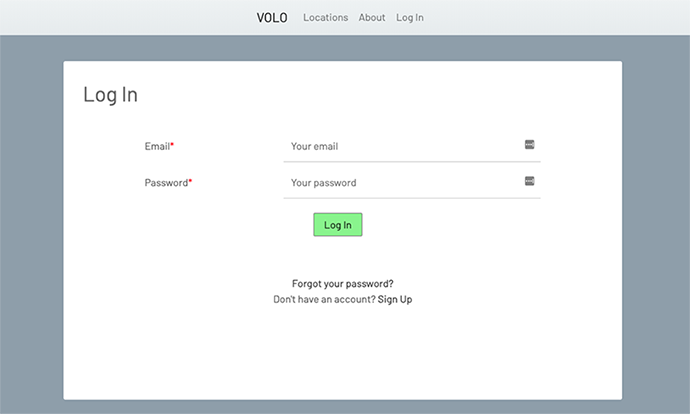 VOLO Locations About Log In
Log In
Email* Your email
Password* Your password
Log In
Forgot your password?
Don't have an account? Sign Up